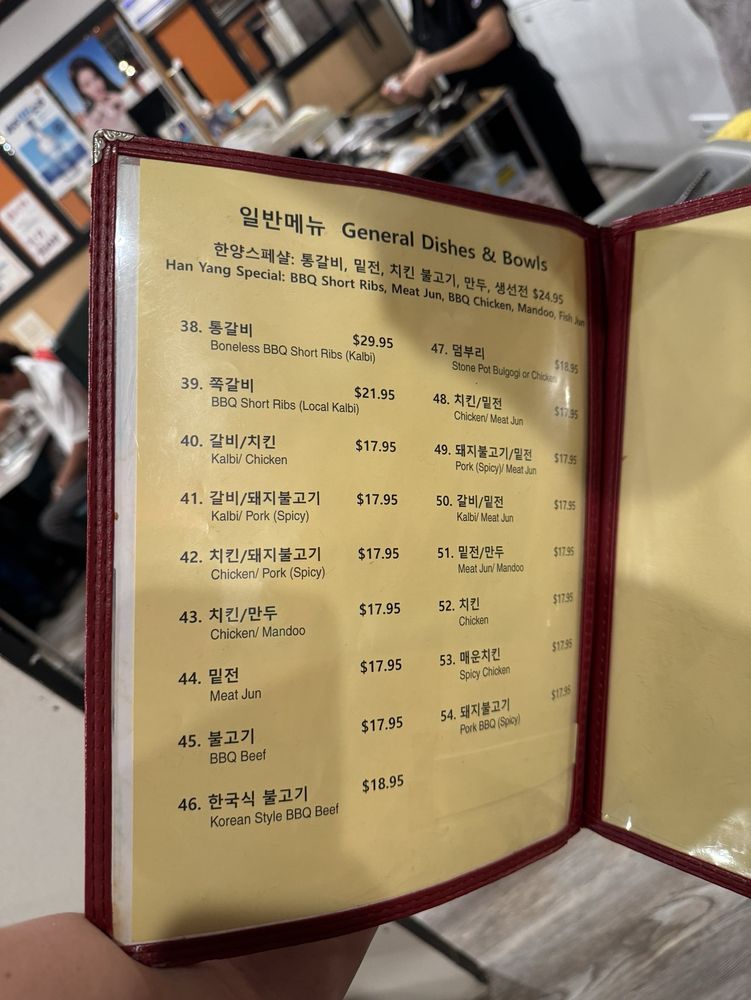 일반메뉴 General Dishes & Bowls
한양스페샬: 통갈비, 밑전, 치킨 불고기, 만두, 생선전 $24.95
Han Yang Special: BBQ Short Ribs, Meat Jun, BBQ Chicken, Mandoo, Fish Jun
38. 통갈비 $29.95
Boneless BBQ Short Ribs (Kalbi)
39. 쪽갈비 $21.95
BBQ Short Ribs (Local Kalbi)
40. 갈비/치킨 $17.95
Kalbi/ Chicken
41. 갈비/돼지불고기 $17.95
Kalbi/ Pork (Spicy)
42. 치킨/돼지불고기 $17.95
Chicken/ Pork (Spicy)
43. 치킨/만두 $17.95
Chicken/ Mandoo
44. 밑전 $17.95
Meat Jun
45. 불고기 $17.95
BBQ Beef
46. 한국식 불고기 $18.95
Korean Style BBQ Beef
47. 덤부리 $18.95
Stone Pot Bulgogi or Chicken
48. 치킨/밑전 $17.95
Chicken/ Meat Jun
49. 돼지불고기/밑전 $17.95
Pork (Spicy)/ Meat Jun
50. 갈비/밑전 $17.95
Kalbi/ Meat Jun
51. 밑전/만두 $17.95
Meat Jun/ Mandoo
52. 치킨 $17.95
Chicken
53. 매운치킨 $17.95
Spicy Chicken
54. 돼지불고기 $17.95
Pork BBQ (Spicy)